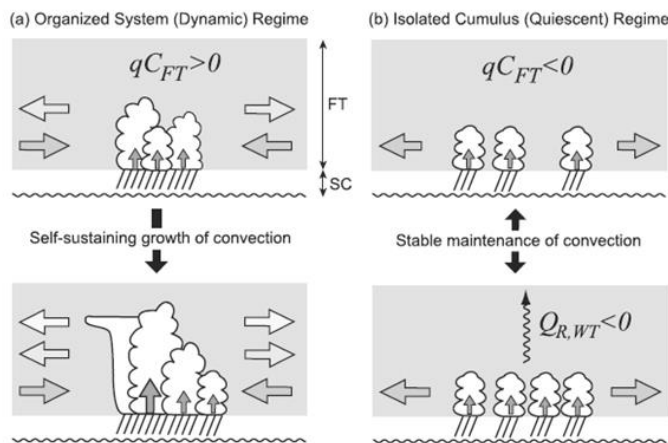 (a) Organized System (Dynamic) Regime
qC_FT>0
FT
SC
Self-sustaining growth of convection
(b) Isolated Cumulus (Quiescent) Regime
qC_FT<0
Stable maintenance of convection
Q_R,WT<0